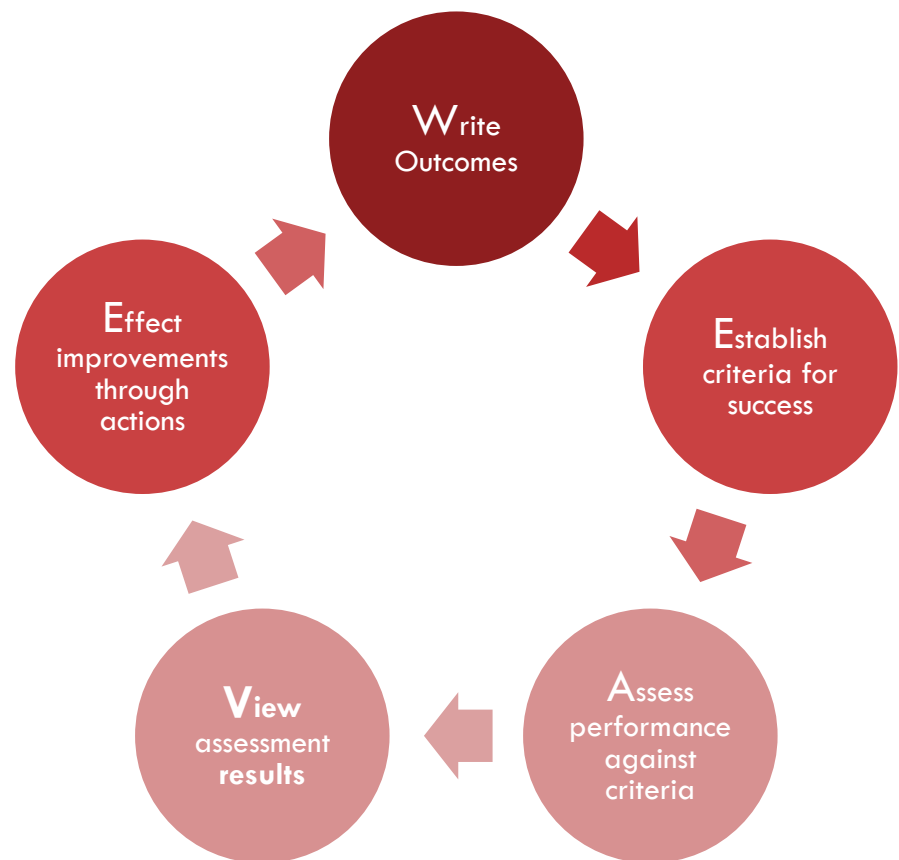 Write
Outcomes
Establish
criteria for
success
Assess
performance
against
criteria
View
assessment
results
Effect
improvements
through
actions